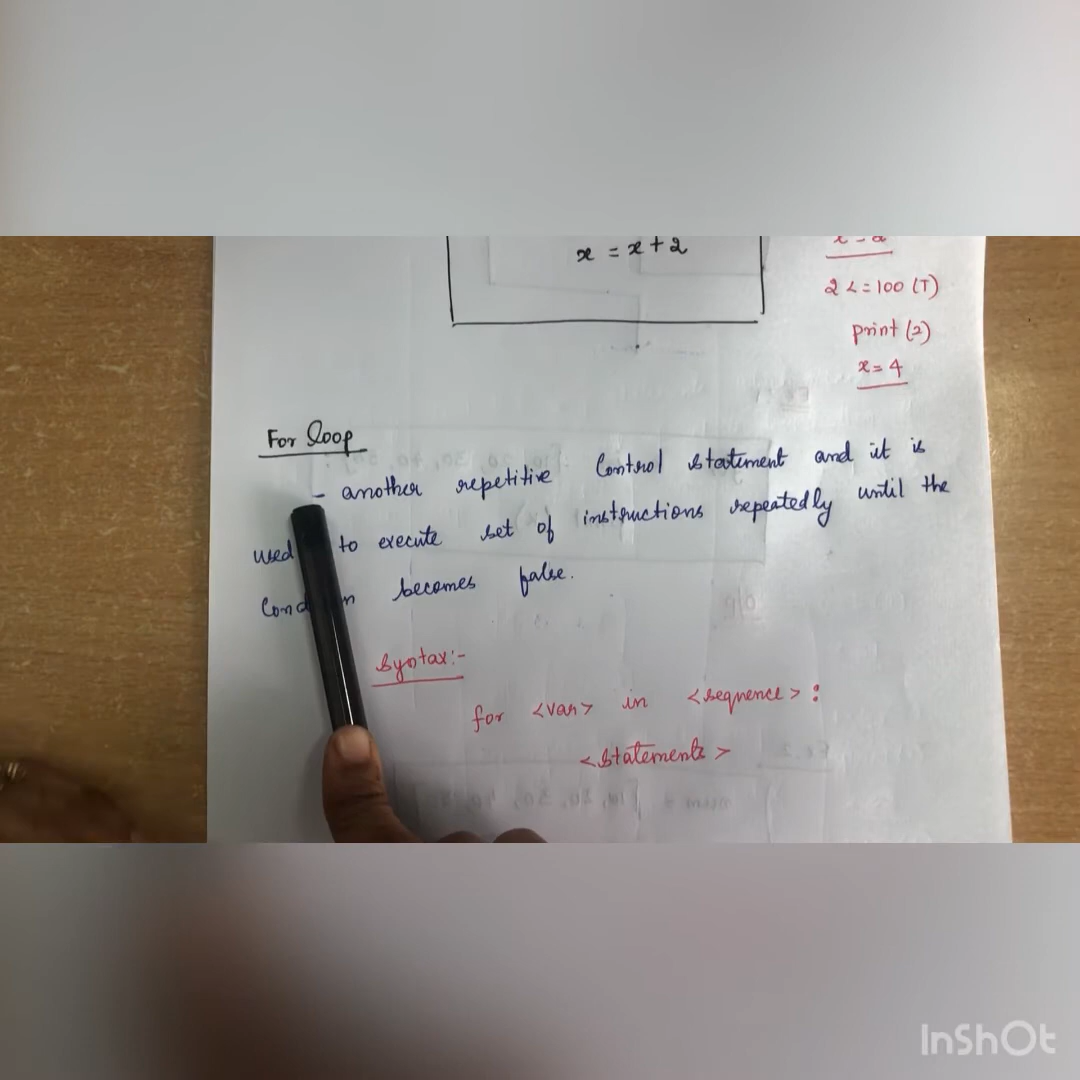 x = x + 2
2 <= 100 (T)
print (2)
x = 4
For loop
- another repetitive Control statement and it is
used to execute set of instructions repeatedly until the
becomes false.
Syntax:-
for <var> in <sequence> :
<statements>
InShOt